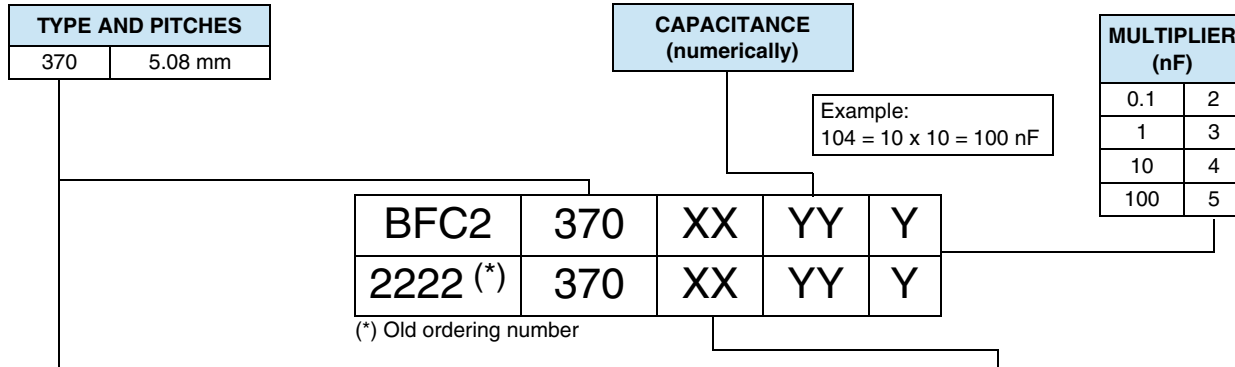 TYPE AND PITCHES
370 5.08 mm
CAPACITANCE
(numerically)
MULTIPLIER
(nF)
0.1 2
1 3
10 4
100 5
Example:
104 = 10 x 10 = 100 nF
BFC2 370 XX YY Y
2222 (*) 370 XX YY Y
(*) Old ordering number